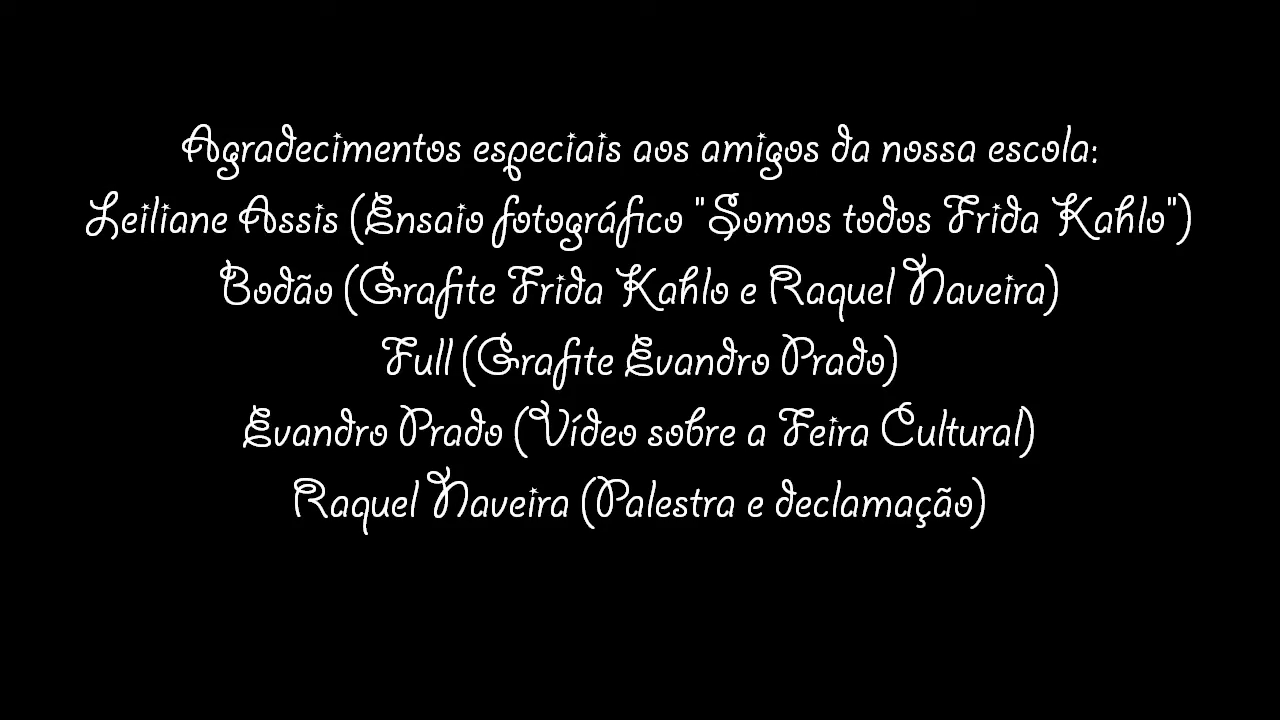 Agradecimentos especiais aos amigos da nossa escola:
Leiliane Assis (Ensaio fotográfico "Somos todos Frida Kahlo")
Bodão (Grafite Frida Kahlo e Raquel Naveira)
Full (Grafite Evandro Prado)
Evandro Prado (Vídeo sobre a Feira Cultural)
Raquel Naveira (Palestra e declamação)